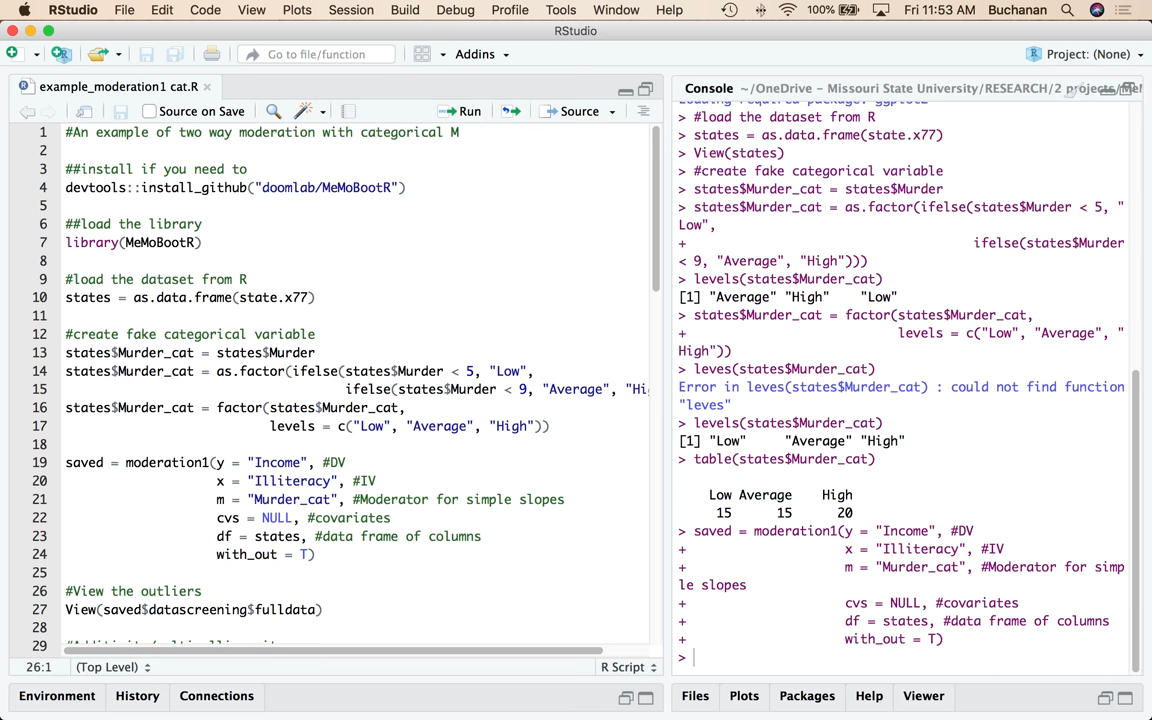 RStudio File Edit Code View Plots Session Build Debug Profile Tools Window Help 100% Fri 11:53 AM Buchanan
RStudio
Go to file/function Addins Project: (None)
example_moderation1 cat.R
Source on Save Run Source
1 #An example of two way moderation with categorical M
2
3 ##install if you need to
4 devtools::install_github("doomlab/MeMoBootR")
5
6 ##load the library
7 library(MeMoBootR)
8
9 #load the dataset from R
10 states = as.data.frame(state.x77)
11
12 #create fake categorical variable
13 states$Murder_cat = states$Murder
14 states$Murder_cat = as.factor(ifelse(states$Murder < 5, "Low",
15 ifelse(states$Murder < 9, "Average", "Hi
16 states$Murder_cat = factor(states$Murder_cat,
17 levels = c("Low", "Average", "High"))
18
19 saved = moderation1(y = "Income", #DV
20 x = "Illiteracy", #IV
21 m = "Murder_cat", #Moderator for simple slopes
22 cvs = NULL, #covariates
23 df = states, #data frame of columns
24 with_out = T)
25
26 #View the outliers
27 View(saved$datascreening$fulldata)
28
29
26:1 (Top Level) R Script
Environment History Connections
Console ~/OneDrive - Missouri State University/RESEARCH/2 projects/
Loading required package: ggplot2
> #load the dataset from R
> states = as.data.frame(state.x77)
> View(states)
> #create fake categorical variable
> states$Murder_cat = states$Murder
> states$Murder_cat = as.factor(ifelse(states$Murder < 5, "
Low",
+ ifelse(states$Murder
< 9, "Average", "High")))
> levels(states$Murder_cat)
[1] "Average" "High" "Low"
> states$Murder_cat = factor(states$Murder_cat,
+ levels = c("Low", "Average", "
High"))
> leves(states$Murder_cat)
Error in leves(states$Murder_cat) : could not find function
"leves"
> levels(states$Murder_cat)
[1] "Low" "Average" "High"
> table(states$Murder_cat)
Low Average High
15 15 20
> saved = moderation1(y = "Income", #DV
+ x = "Illiteracy", #IV
+ m = "Murder_cat", #Moderator for simp
le slopes
+ cvs = NULL, #covariates
+ df = states, #data frame of columns
+ with_out = T)
>
Files Plots Packages Help Viewer